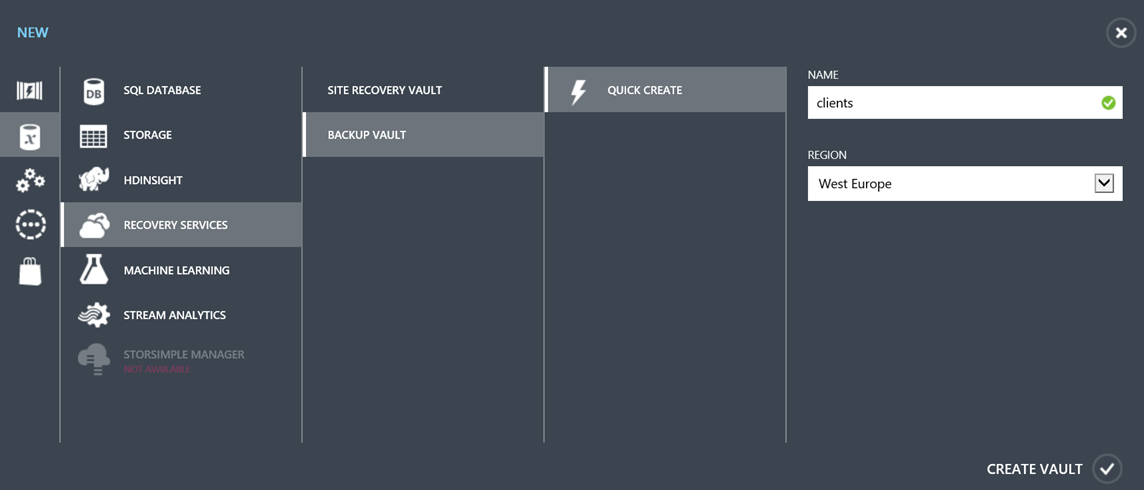 NEW
DB
SQL DATABASE
STORAGE
HDINSIGHT
RECOVERY SERVICES
MACHINE LEARNING
STREAM ANALYTICS
STORSIMPLE MANAGER
NOT AVAILABLE
SITE RECOVERY VAULT
BACKUP VAULT
QUICK CREATE
NAME
clients
REGION
West Europe
CREATE VAULT